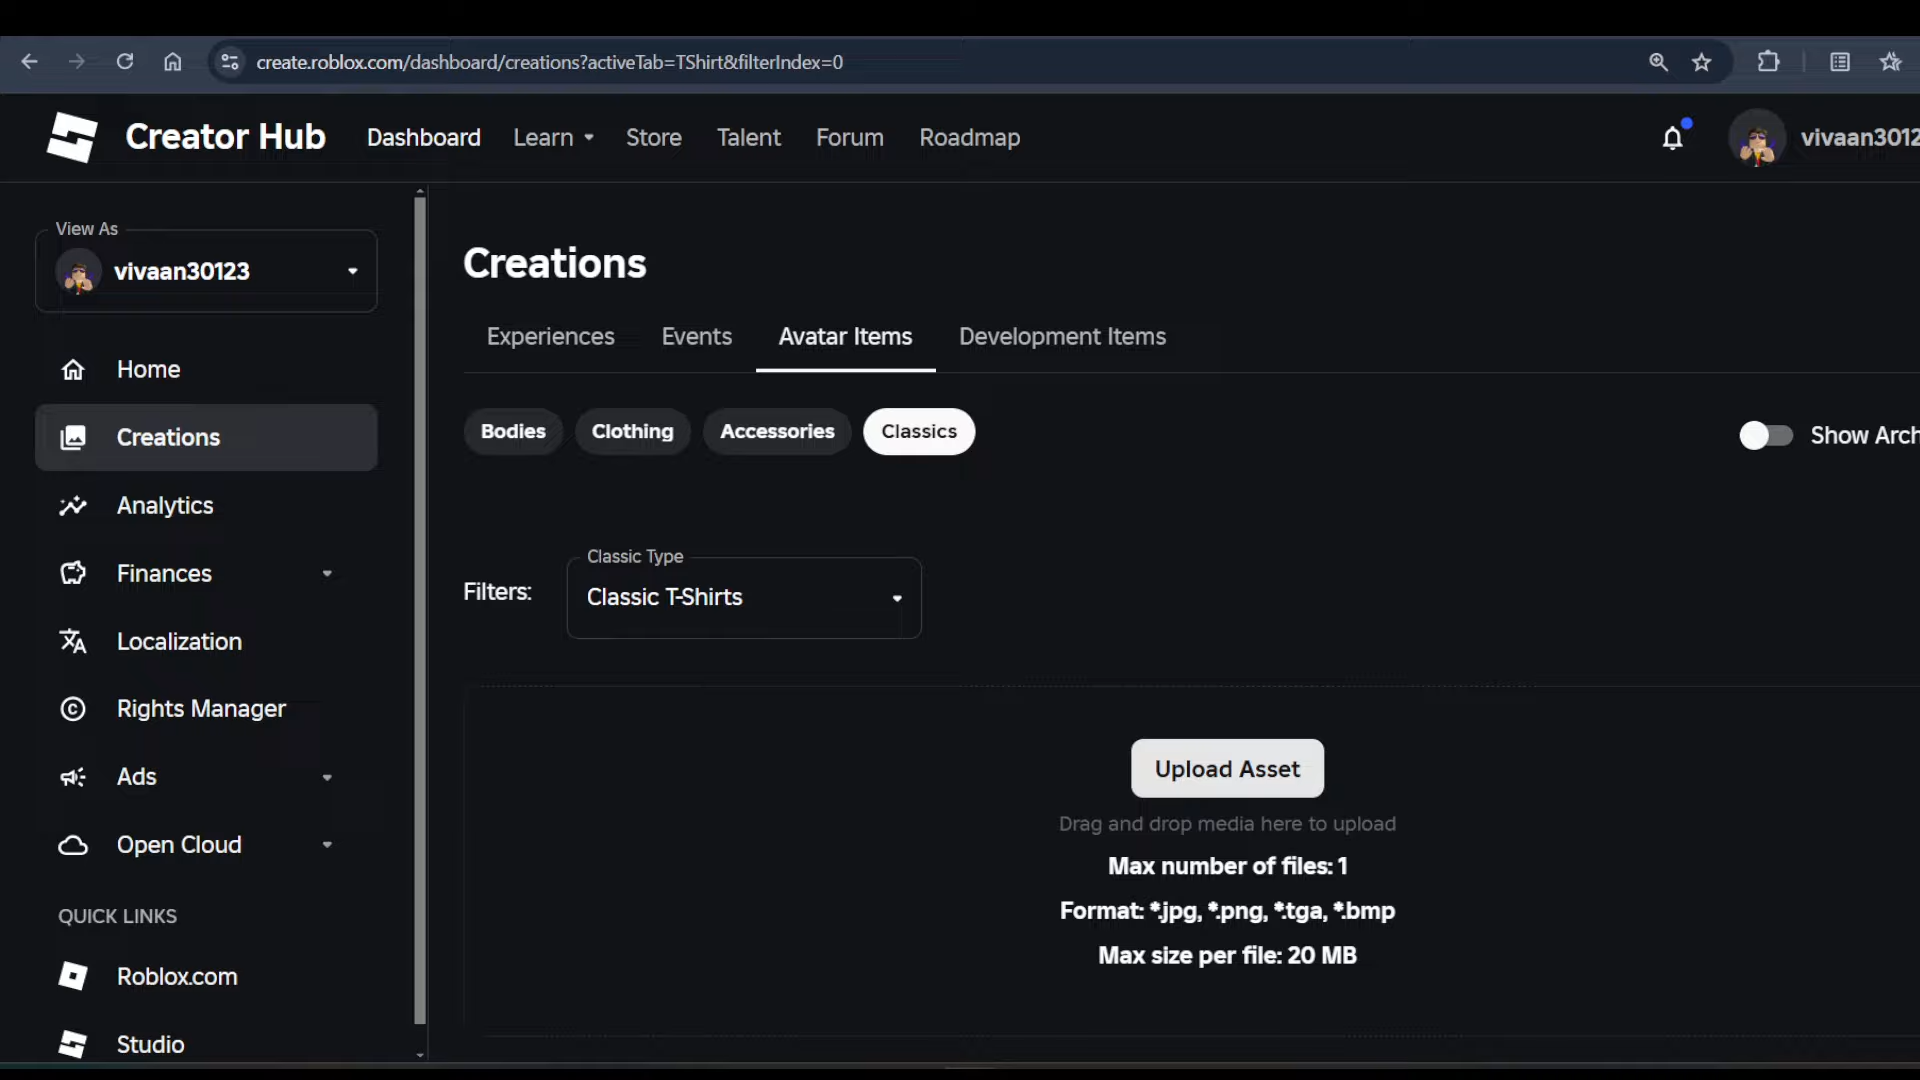 create.roblox.com/dashboard/creations?activeTab=TShirt&filterIndex=0
Creator Hub
Dashboard
Learn
Store
Talent
Forum
Roadmap
vivaan3012
View As
vivaan30123
Home
Creations
Analytics
Finances
Localization
Rights Manager
Ads
Open Cloud
QUICK LINKS
Roblox.com
Studio
Creations
Experiences
Events
Avatar Items
Development Items
Bodies
Clothing
Accessories
Classics
Show Arch
Filters:
Classic Type
Classic T-Shirts
Upload Asset
Drag and drop media here to upload
Max number of files: 1
Format: *.jpg, *.png, *.tga, *.bmp
Max size per file: 20 MB